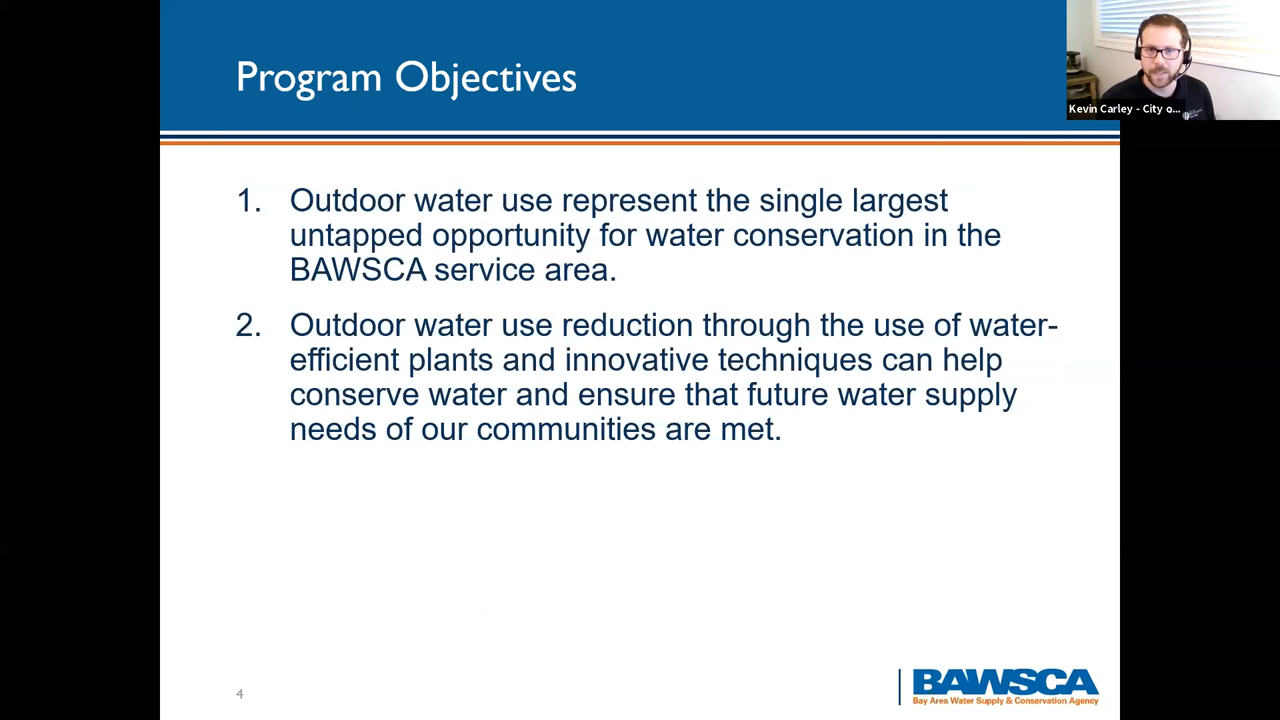 Program Objectives
Kevin Carley - City o...
1. Outdoor water use represent the single largest
untapped opportunity for water conservation in the
BAWSCA service area.
2. Outdoor water use reduction through the use of water-
efficient plants and innovative techniques can help
conserve water and ensure that future water supply
needs of our communities are met.
4
BAWSCA
Bay Area Water Supply & Conservation Agency